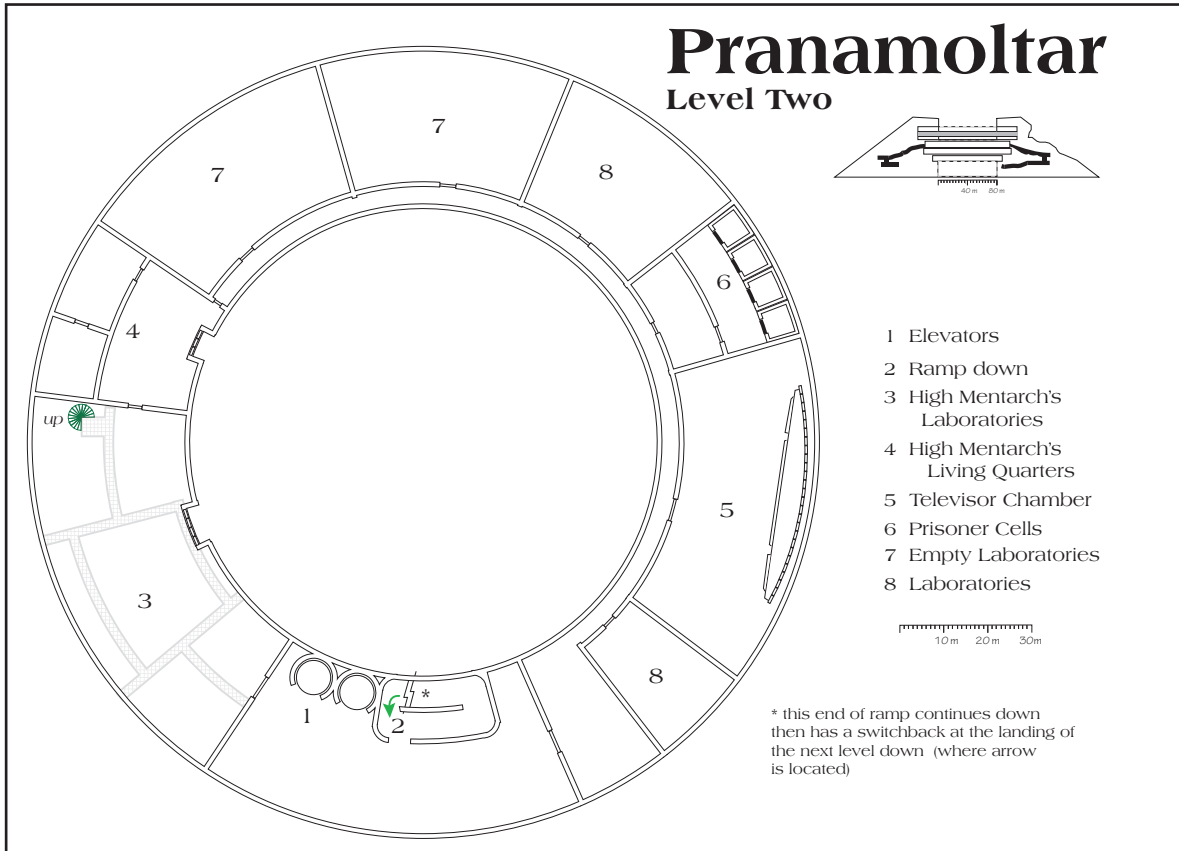 Pranamoltar
Level Two
40 m 80 m
7
7
8
6
4
up
5
3
8
1
*
2
1 Elevators
2 Ramp down
3 High Mentarch's
Laboratories
4 High Mentarch's
Living Quarters
5 Televisor Chamber
6 Prisoner Cells
7 Empty Laboratories
8 Laboratories
10 m 20 m 30m
* this end of ramp continues down
then has a switchback at the landing of
the next level down (where arrow
is located)